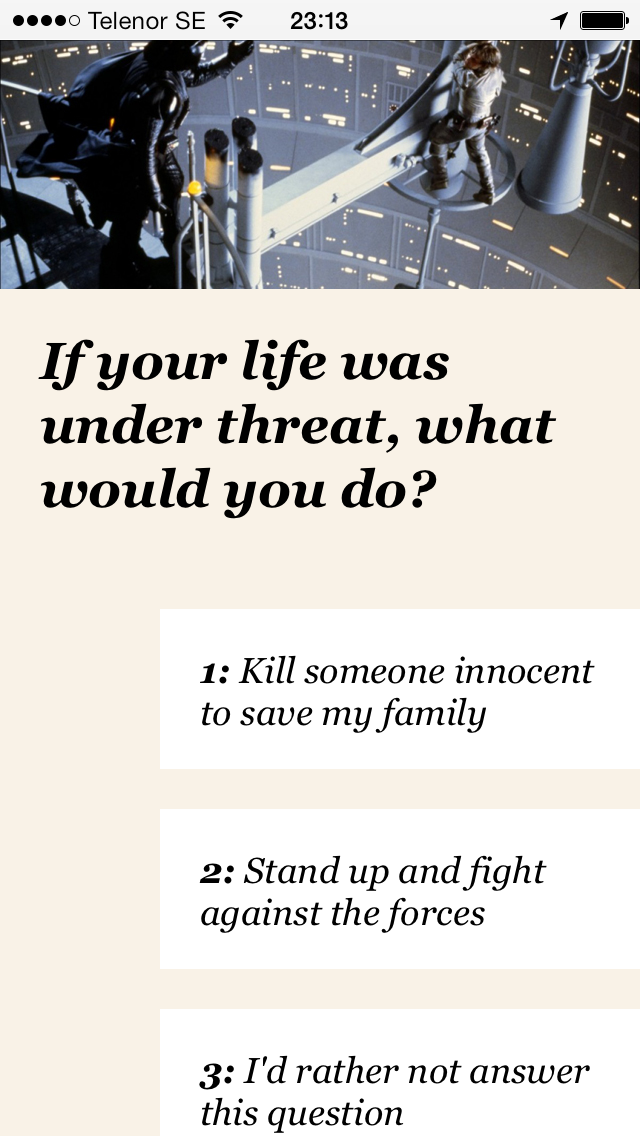 Telenor SE 23:13
If your life was
under threat, what
would you do?
1: Kill someone innocent
to save my family
2: Stand up and fight
against the forces
3: I'd rather not answer
this question